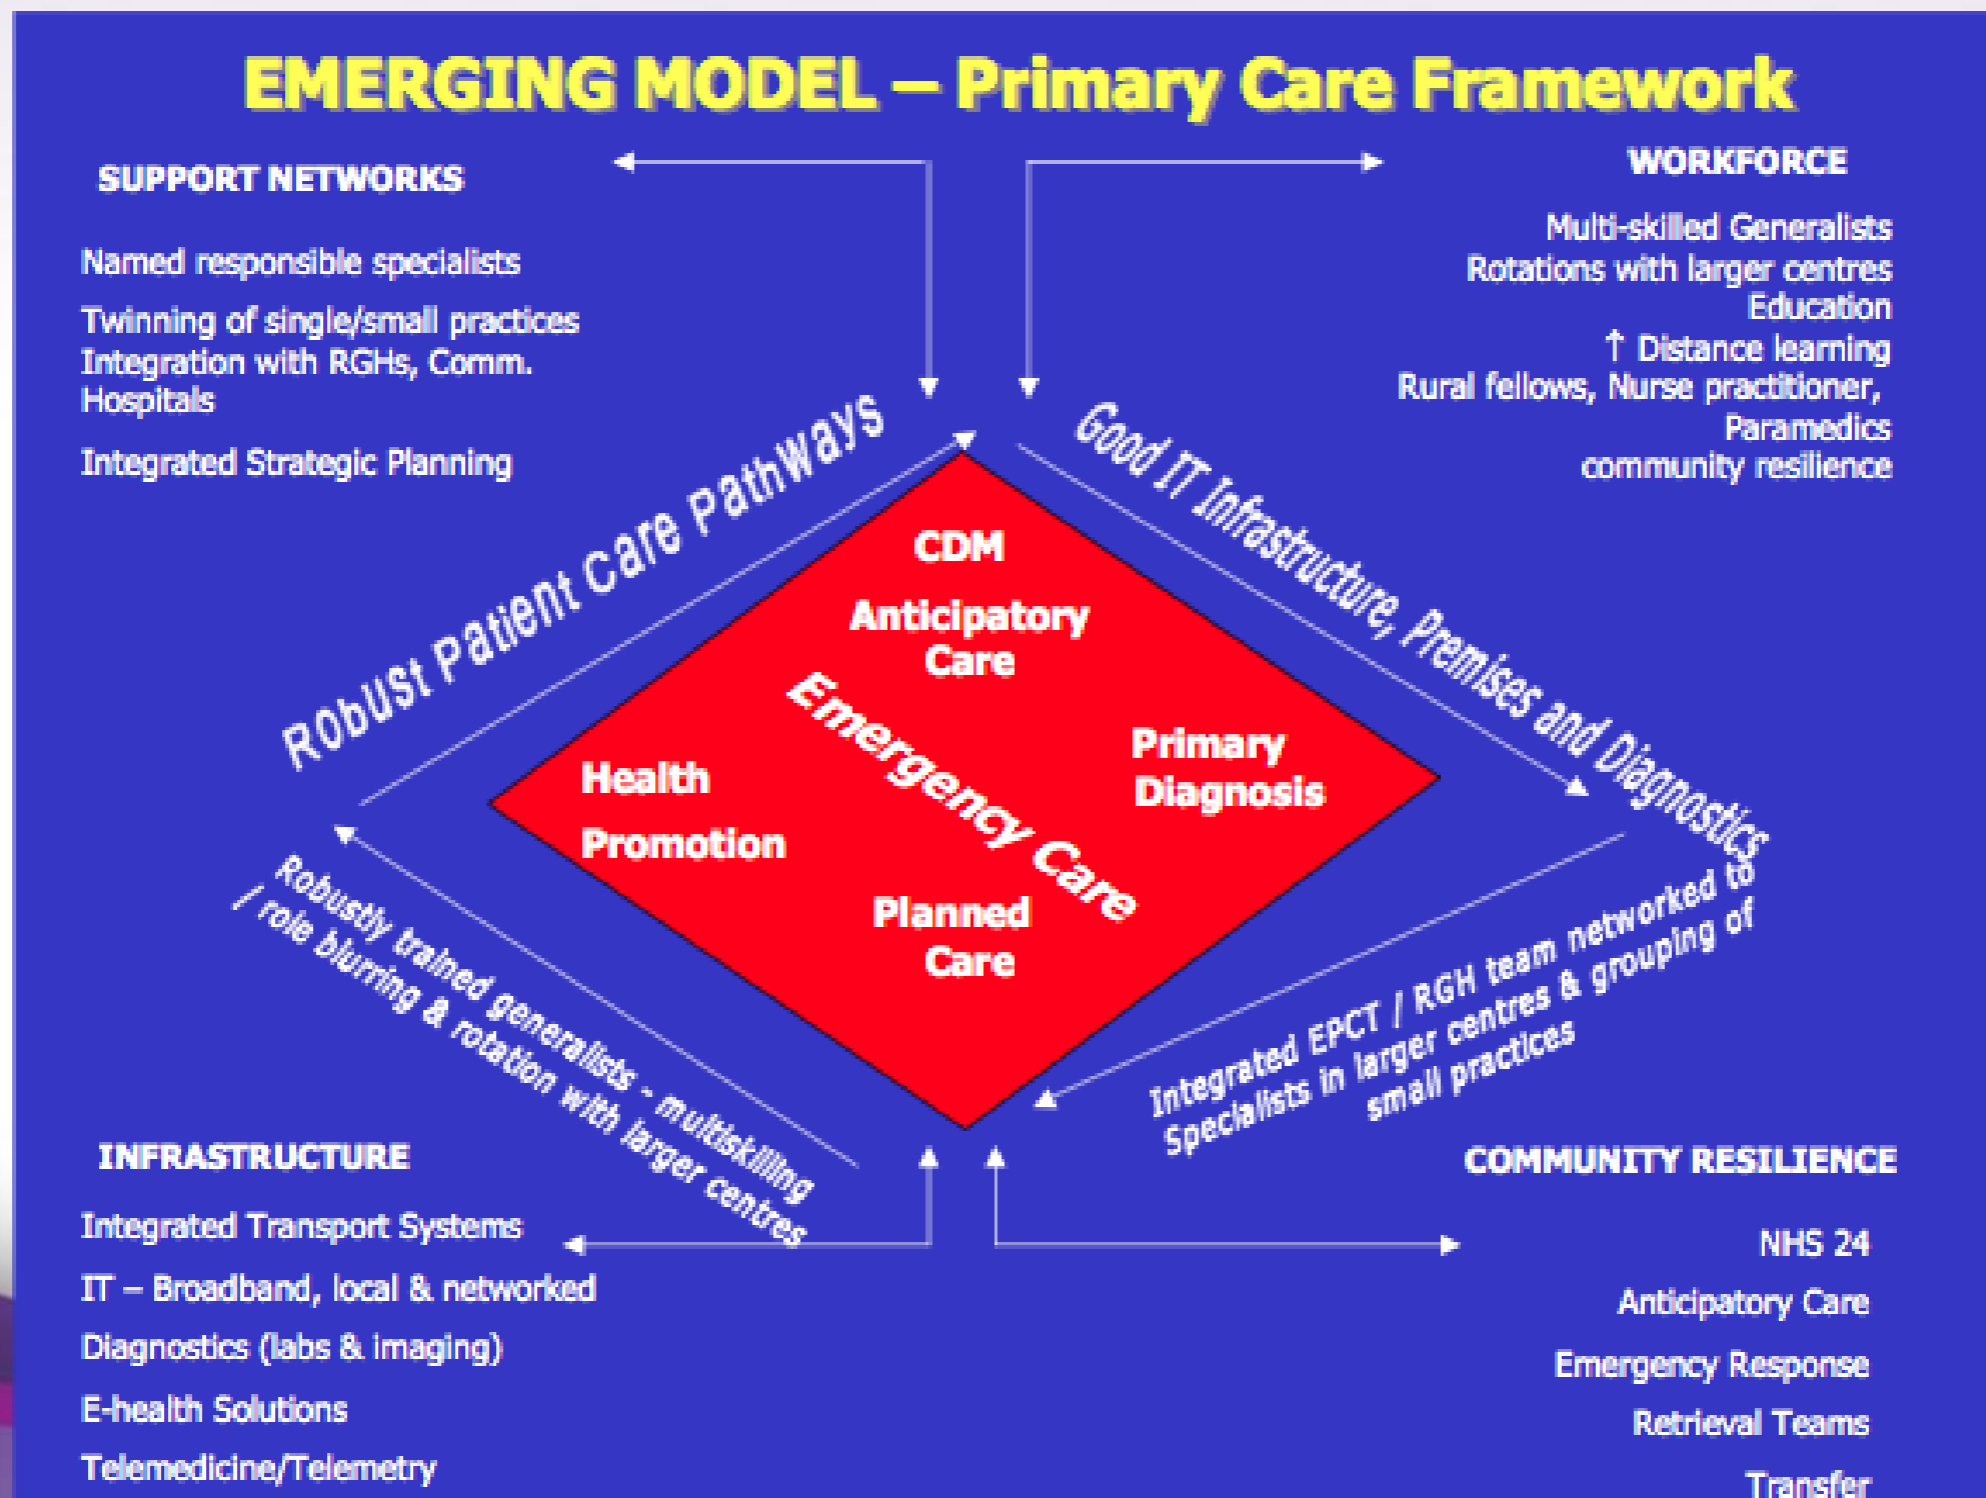 EMERGING MODEL – Primary Care Framework
SUPPORT NETWORKS
Named responsible specialists
Twinning of single/small practices
Integration with RGHs, Comm.
Hospitals
Integrated Strategic Planning
WORKFORCE
Multi-skilled Generalists
Rotations with larger centres
Education
↑ Distance learning
Rural fellows, Nurse practitioner,
Paramedics
community resilience
Robust Patient Care PathWays
Good IT Infrastructure, Premises and Diagnostics
CDM
Anticipatory
Care
Emergency Care
Primary
Diagnosis
Health
Promotion
Planned
Care
Robustly trained generalists - multiskilling
/ role blurring & rotation with larger centres
Integrated EPCT / RGH team networked to
Specialists in larger centres & grouping of
small practices
INFRASTRUCTURE
Integrated Transport Systems
IT – Broadband, local & networked
Diagnostics (labs & imaging)
E-health Solutions
Telemedicine/Telemetry
COMMUNITY RESILIENCE
NHS 24
Anticipatory Care
Emergency Response
Retrieval Teams
Transfer